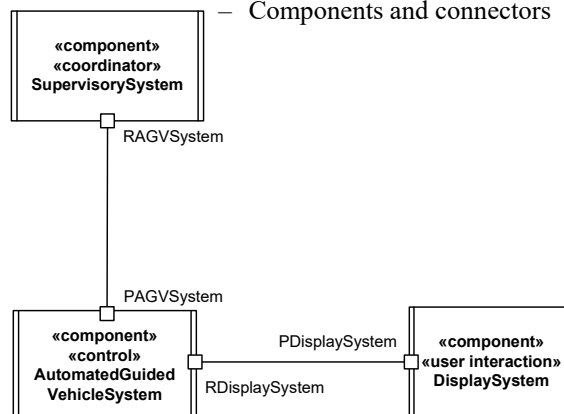 – Components and connectors
«component»
«coordinator»
SupervisorySystem
RAGVSystem
PAGVSystem
«component»
«control»
AutomatedGuided
VehicleSystem
PDisplaySystem
RDisplaySystem
«component»
«user interaction»
DisplaySystem